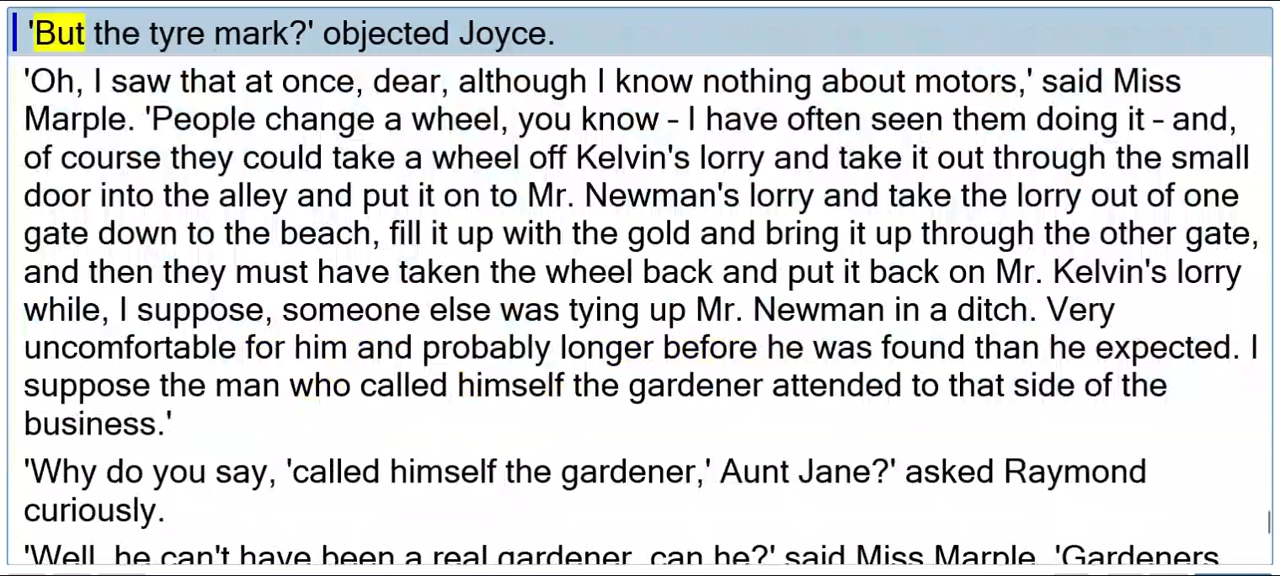 'But the tyre mark?' objected Joyce.
'Oh, I saw that at once, dear, although I know nothing about motors,' said Miss
Marple. 'People change a wheel, you know – I have often seen them doing it – and,
of course they could take a wheel off Kelvin's lorry and take it out through the small
door into the alley and put it on to Mr. Newman's lorry and take the lorry out of one
gate down to the beach, fill it up with the gold and bring it up through the other gate,
and then they must have taken the wheel back and put it back on Mr. Kelvin's lorry
while, I suppose, someone else was tying up Mr. Newman in a ditch. Very
uncomfortable for him and probably longer before he was found than he expected. I
suppose the man who called himself the gardener attended to that side of the
business.'
'Why do you say, 'called himself the gardener,' Aunt Jane?' asked Raymond
curiously.
'Well, he can't have been a real gardener, can he?' said Miss Marple. 'Gardeners